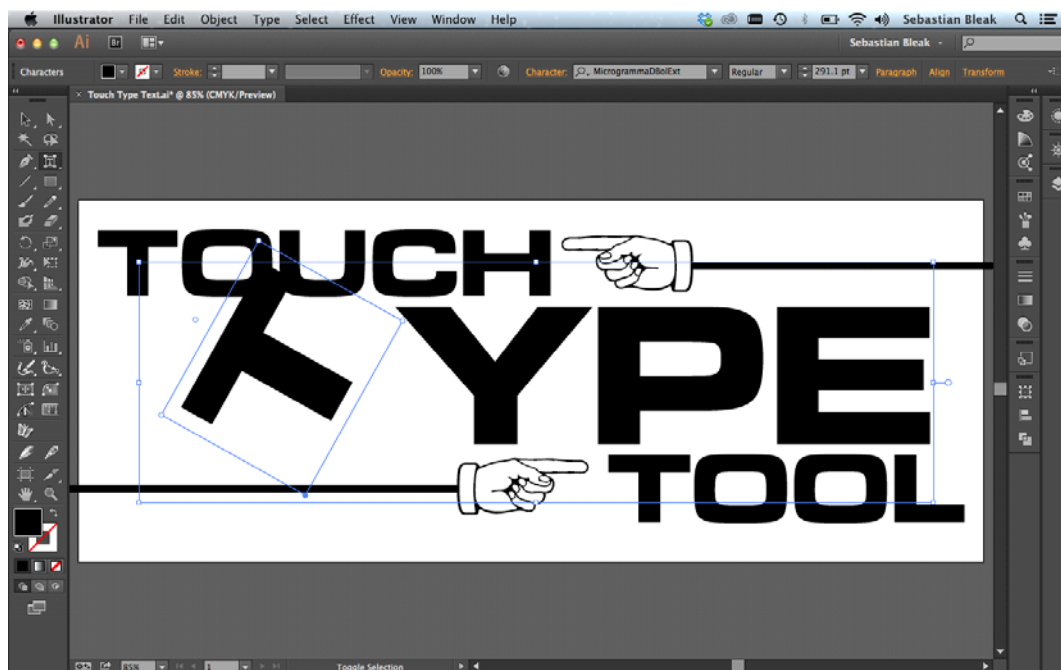 Illustrator File Edit Object Type Select Effect View Window Help Sebastian Bleak
Ai Br Sebastian Bleak
Characters Stroke: Opacity: 100% Character: MicrogrammaDBolExt Regular 291.1 pt Paragraph Align Transform
× Touch Type Text.ai* @ 85% (CMYK/Preview)
TOUCH
TYPE
TOOL
85% 1 Toggle Selection